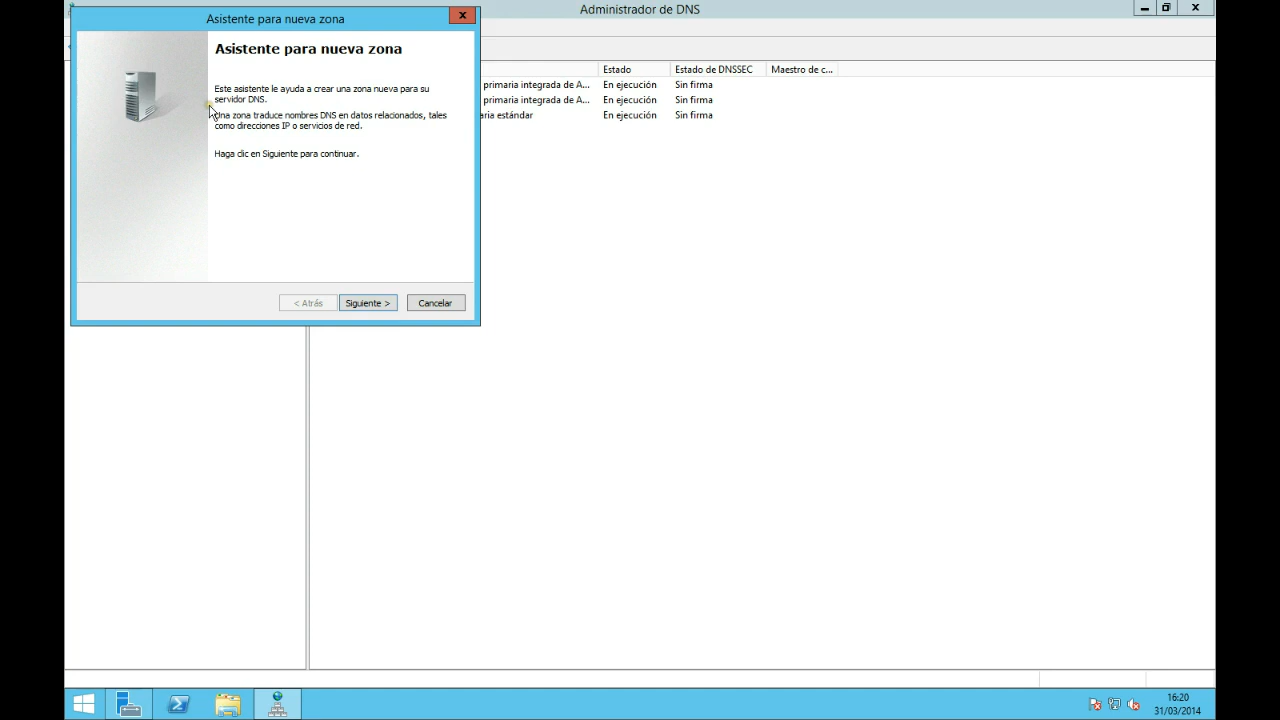 Administrador de DNS
Asistente para nueva zona
Asistente para nueva zona
Este asistente le ayuda a crear una zona nueva para su
servidor DNS.
Una zona traduce nombres DNS en datos relacionados, tales
como direcciones IP o servicios de red.
Haga clic en Siguiente para continuar.
< Atrás
Siguiente >
Cancelar
Estado
Estado de DNSSEC
Maestro de c...
primaria integrada de A...
En ejecución
Sin firma
primaria integrada de A...
En ejecución
Sin firma
aria estándar
En ejecución
Sin firma
16:20
31/03/2014